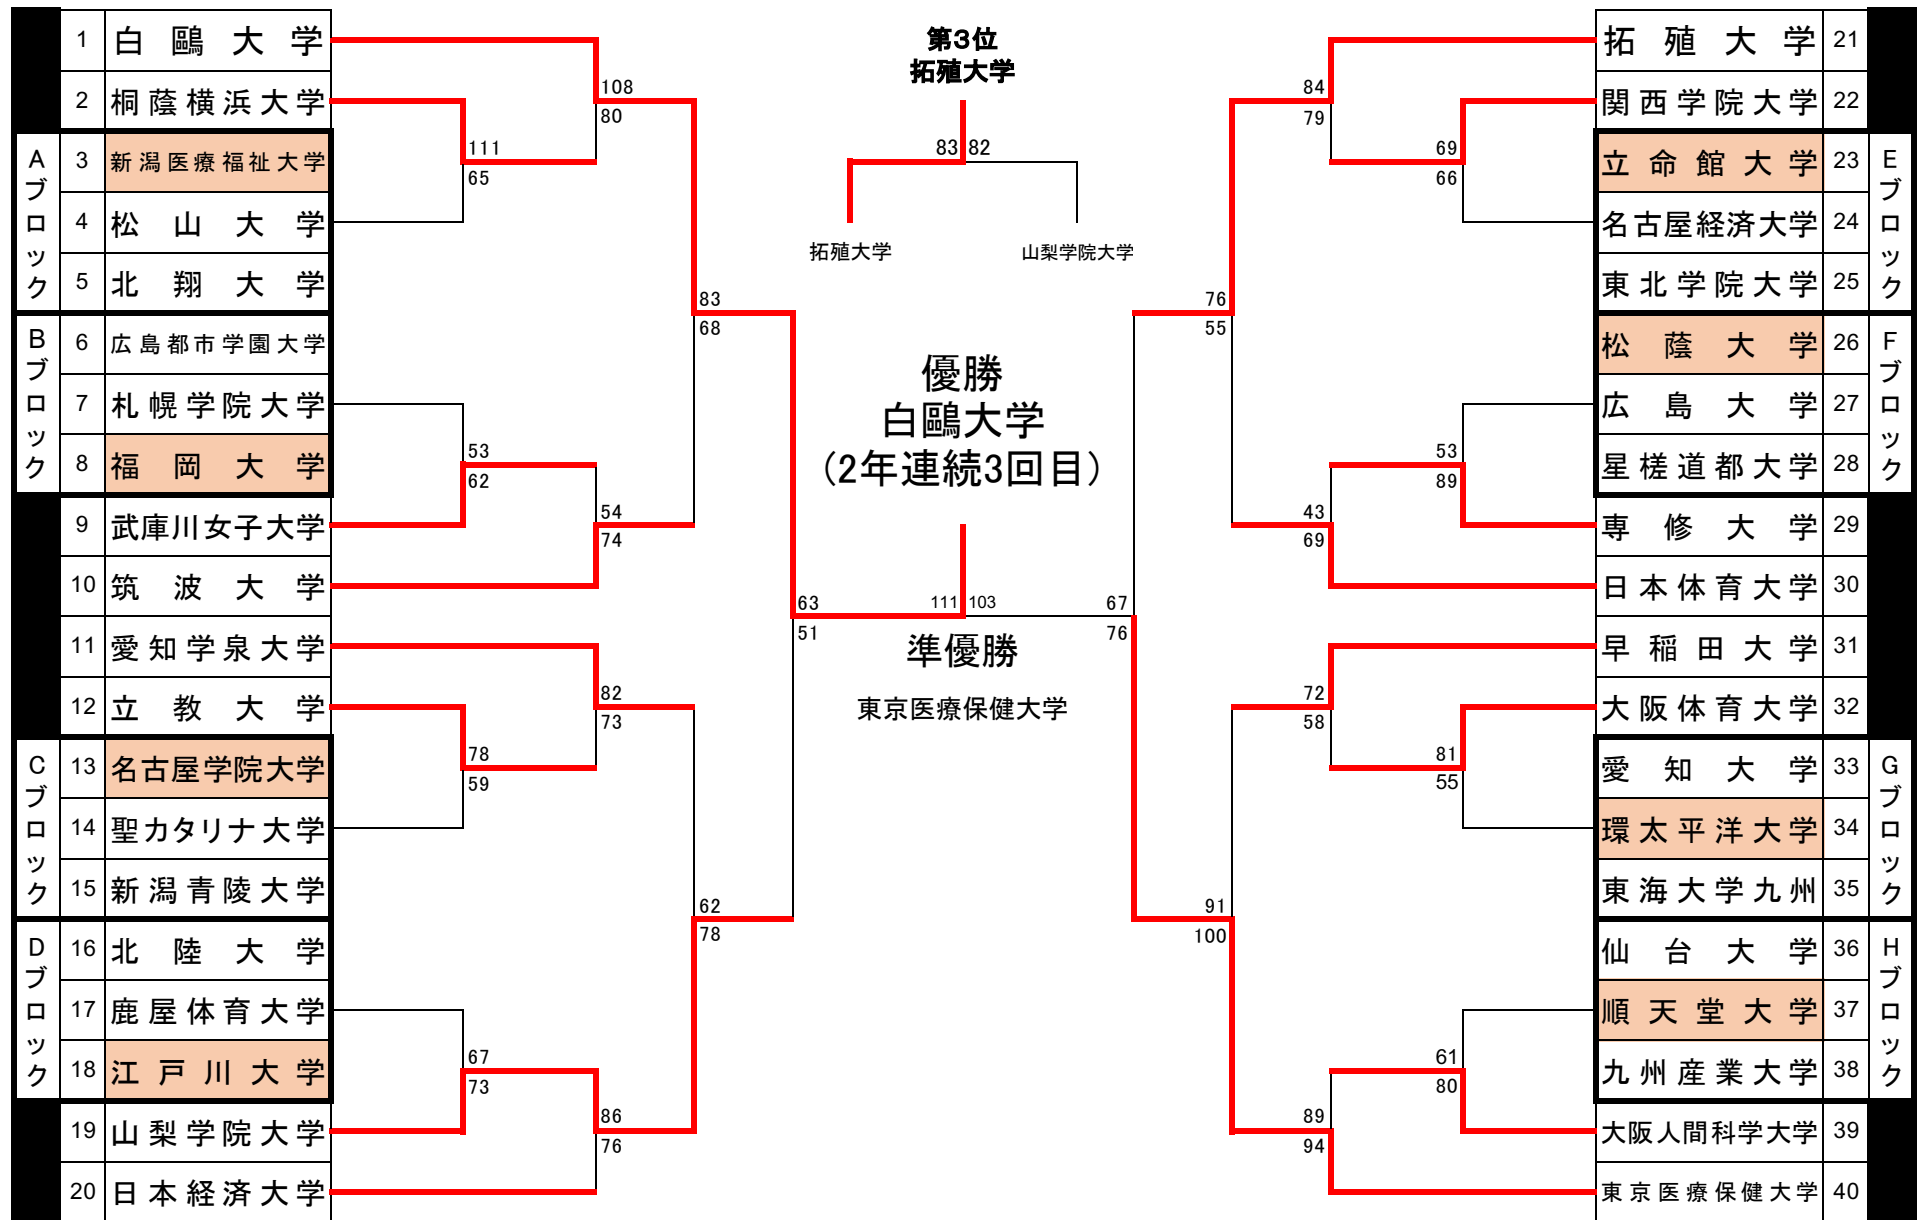 1 白鷗大学
2 桐蔭横浜大学
Aブロック
3 新潟医療福祉大学
4 松山大学
5 北翔大学
Bブロック
6 広島都市学園大学
7 札幌学院大学
8 福岡大学
9 武庫川女子大学
10 筑波大学
11 愛知学泉大学
12 立教大学
Cブロック
13 名古屋学院大学
14 聖カタリナ大学
15 新潟青陵大学
Dブロック
16 北陸大学
17 鹿屋体育大学
18 江戸川大学
19 山梨学院大学
20 日本経済大学
111
65
53
62
78
59
67
73
108
80
54
74
82
73
86
76
83
68
62
78
63
51
第3位
拓殖大学
83 82
拓殖大学 山梨学院大学
優勝
白鷗大学
(2年連続3回目)
111 103
準優勝
東京医療保健大学
67
76
76
55
91
100
84
79
43
69
72
58
89
94
69
66
53
89
81
55
61
80
拓殖大学 21
関西学院大学 22
Eブロック
立命館大学 23
名古屋経済大学 24
東北学院大学 25
Fブロック
松蔭大学 26
広島大学 27
星槎道都大学 28
専修大学 29
日本体育大学 30
早稲田大学 31
大阪体育大学 32
Gブロック
愛知大学 33
環太平洋大学 34
東海大学九州 35
Hブロック
仙台大学 36
順天堂大学 37
九州産業大学 38
大阪人間科学大学 39
東京医療保健大学 40